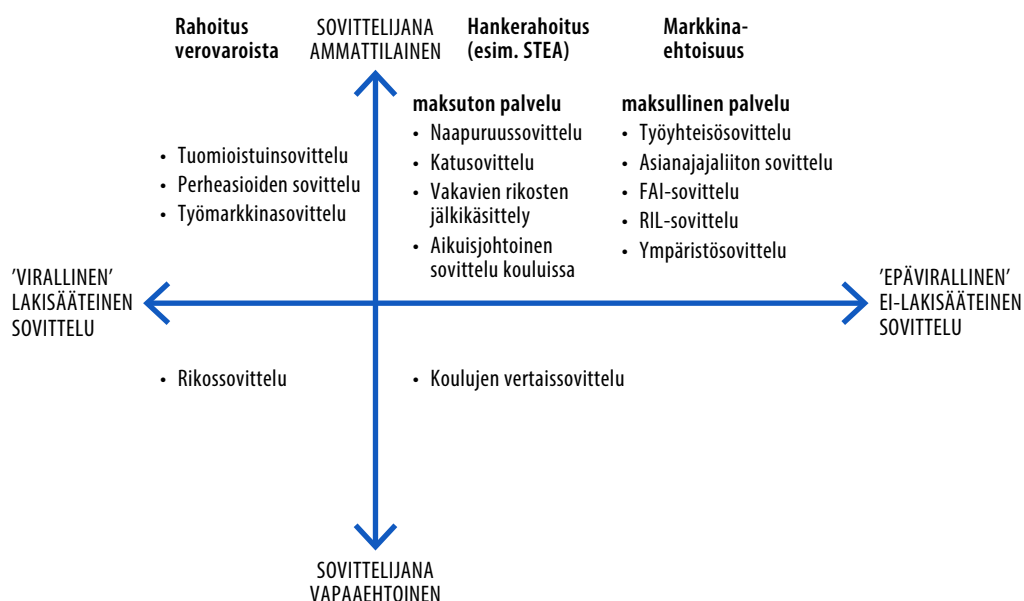 Rahoitus
verovaroista
SOVITTELIJANA
AMMATTILAINEN
Hankerahoitus
(esim. STEA)
Markkina-
ehtoisuus
maksuton palvelu
• Naapuruussovittelu
• Katusovittelu
• Vakavien rikosten
jälkikäsittely
• Aikuisjohtoinen
sovittelu kouluissa
maksullinen palvelu
• Työyhteisösovittelu
• Asianajajaliiton sovittelu
• FAI-sovittelu
• RIL-sovittelu
• Ympäristösovittelu
• Tuomioistuinsovittelu
• Perheasioiden sovittelu
• Työmarkkinasovittelu
’VIRALLINEN’
LAKISÄÄTEINEN
SOVITTELU
’EPÄVIRALLINEN’
EI-LAKISÄÄTEINEN
SOVITTELU
• Rikossovittelu
• Koulujen vertaissovittelu
SOVITTELIJANA
VAPAAEHTOINEN